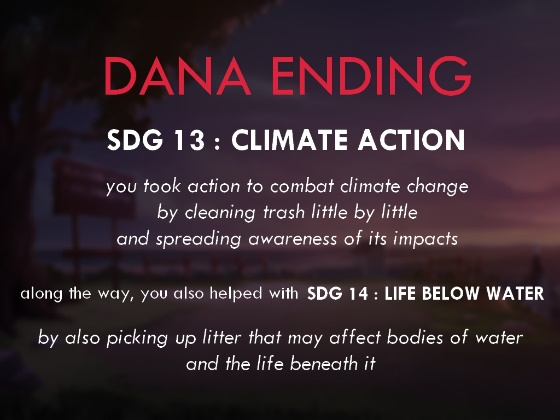 DANA ENDING
SDG 13 : CLIMATE ACTION
you took action to combat climate change
by cleaning trash little by little
and spreading awareness of its impacts
along the way, you also helped with SDG 14 : LIFE BELOW WATER
by also picking up litter that may affect bodies of water
and the life beneath it